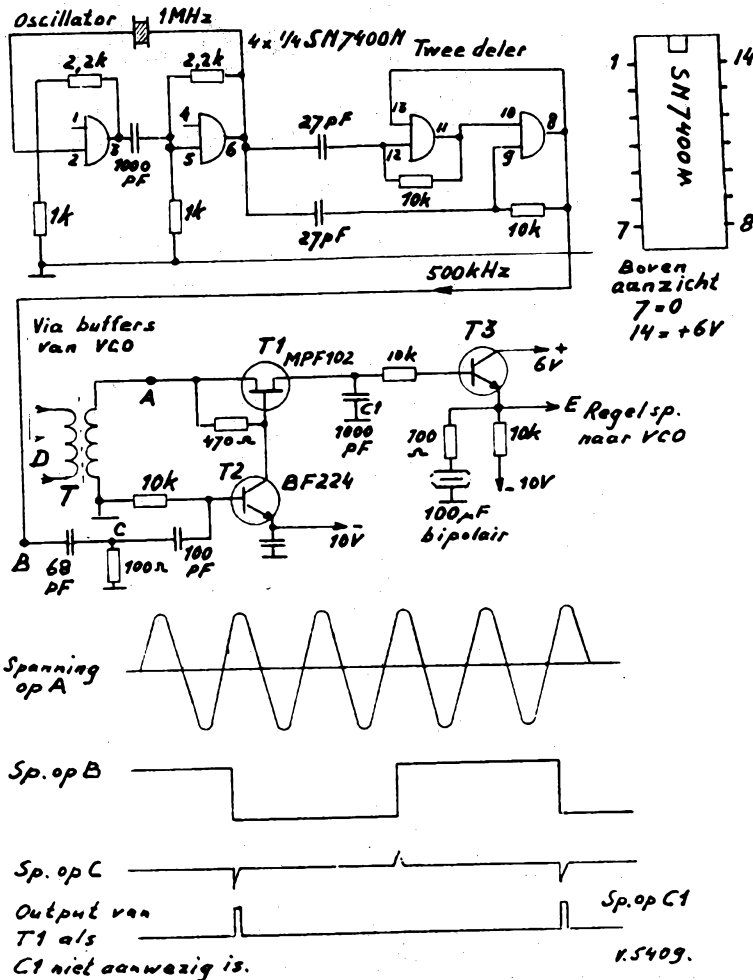 Oscillator
1MHz
4x 1/4 SN7400N
Tweedeler
2,2k
2,2k
1
2
3
1000
PF
4
5
6
1k
1k
27pF
27pF
13
12
11
10k
10
9
8
10k
500kHz
1
14
SN7400N
7
8
Boven
aanzicht
7=0
14=+6V
Via buffers
van VCO
A
D
T
T1
MPF102
470Ω
10k
C1
1000
PF
T3
+
6V
E Regelsp.
naar VCO
100
Ω
10k
-10V
100µF
bipolair
10k
T2
BF224
-
10V
B
68
PF
C
100Ω
100
PF
Spanning
op A
Sp. op B
Sp. op C
Output van
T1 als
C1 niet aanwezig is.
Sp. op C1
V.5409.